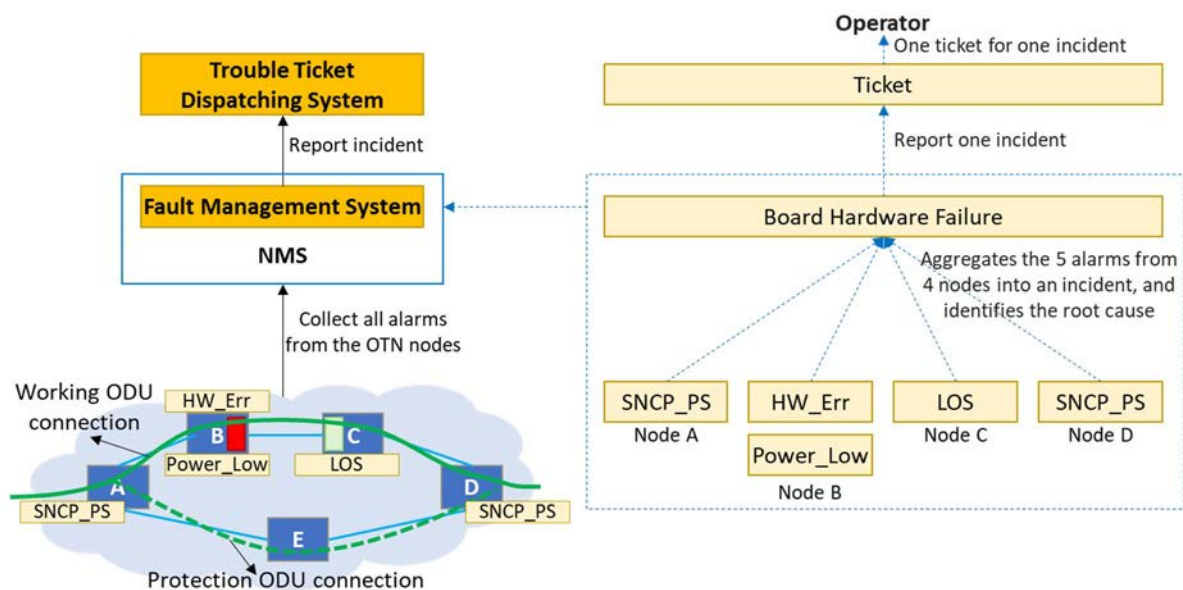 Trouble Ticket
Dispatching System
Report incident
Fault Management System
NMS
Collect all alarms
from the OTN nodes
Working ODU
connection
HW_Err
B
C
Power_Low
LOS
A
D
SNCP_PS
SNCP_PS
E
Protection ODU connection
Operator
One ticket for one incident
Ticket
Report one incident
Board Hardware Failure
Aggregates the 5 alarms from
4 nodes into an incident, and
identifies the root cause
SNCP_PS
HW_Err
LOS
SNCP_PS
Node A
Node C
Node D
Power_Low
Node B